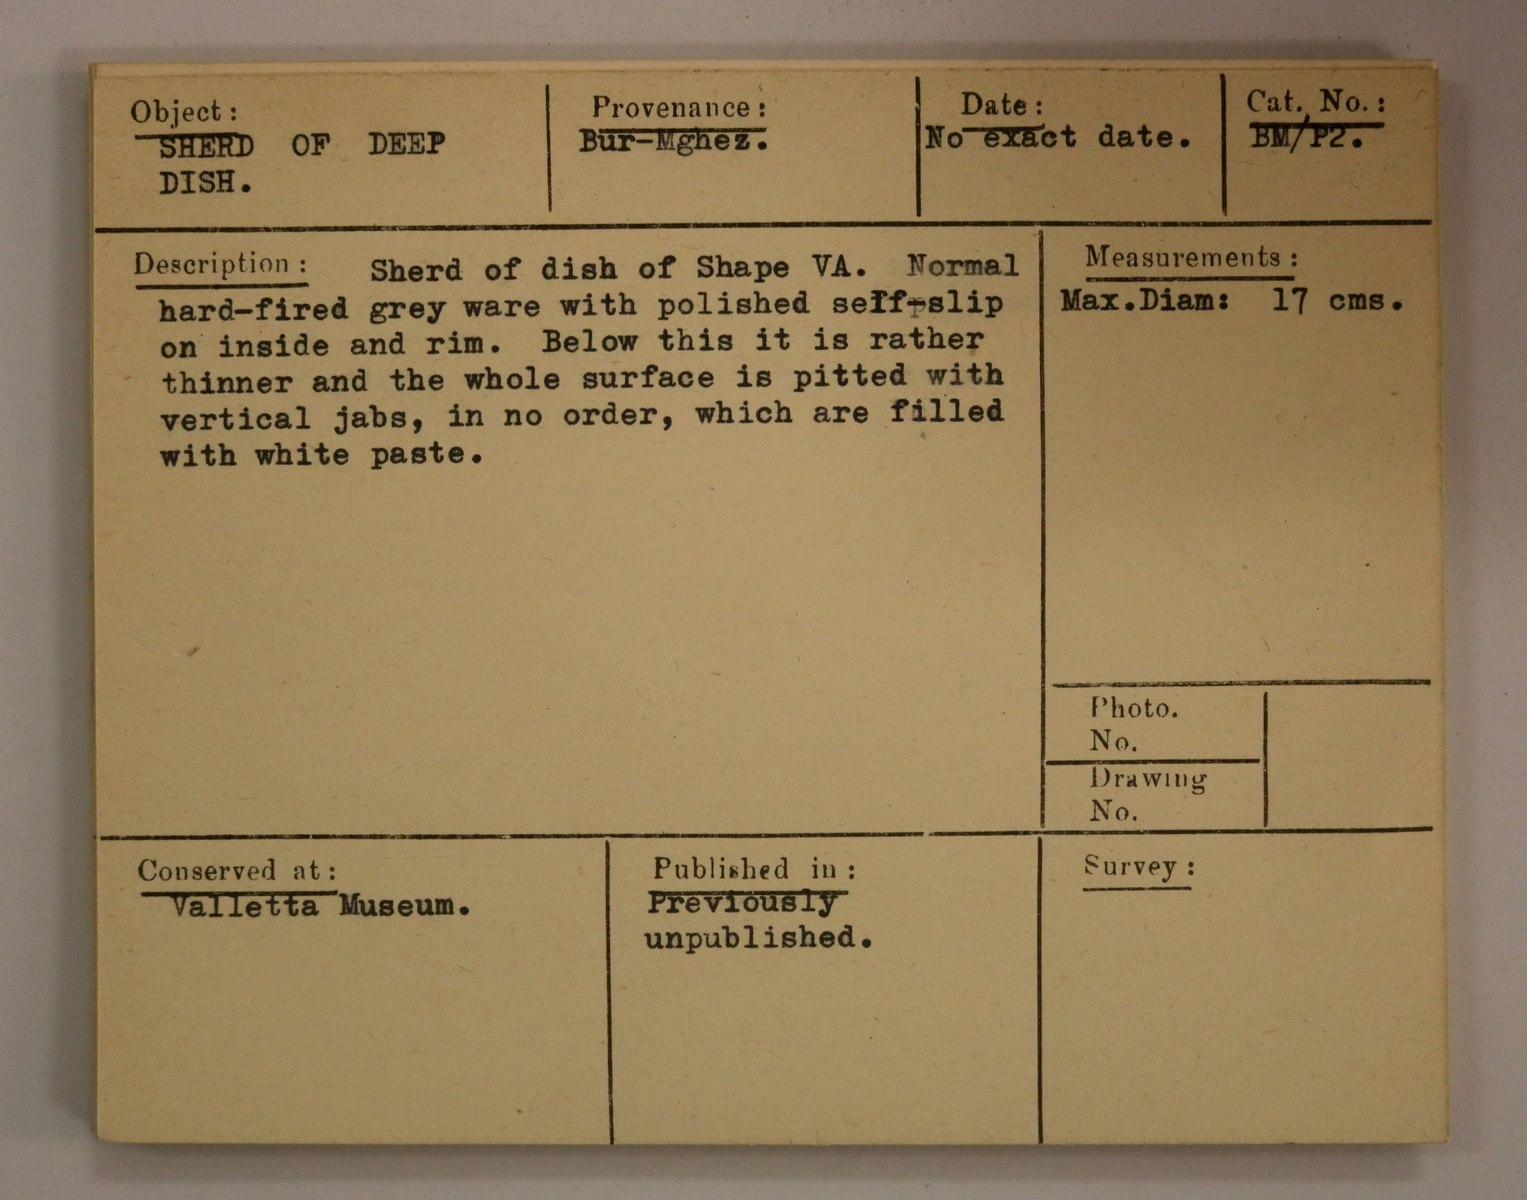 Object:
SHERD OF DEEP
DISH.
Provenance:
Bur-Mghez.
Date:
No exact date.
Cat. No.:
BM/P2.
Description: Sherd of dish of Shape VA. Normal
hard-fired grey ware with polished self-slip
on inside and rim. Below this it is rather
thinner and the whole surface is pitted with
vertical jabs, in no order, which are filled
with white paste.
Measurements:
Max.Diam: 17 cms.
Photo.
No.
Drawing
No.
Conserved at:
Valletta Museum.
Published in:
Previously
unpublished.
Survey: